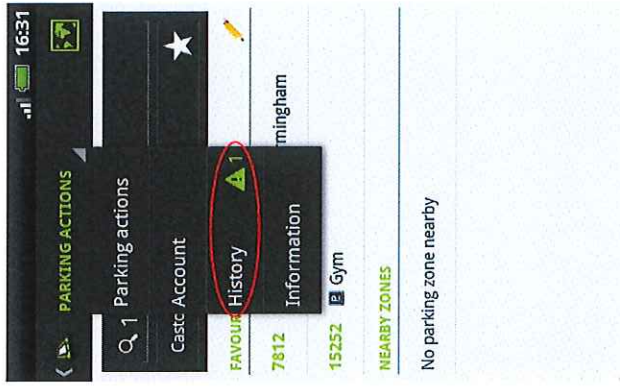 16:31
PARKING ACTIONS
1 Parking actions
Castc Account
FAVOUR History 1
7812 mingham
Information
15252 Gym
NEARBY ZONES
No parking zone nearby